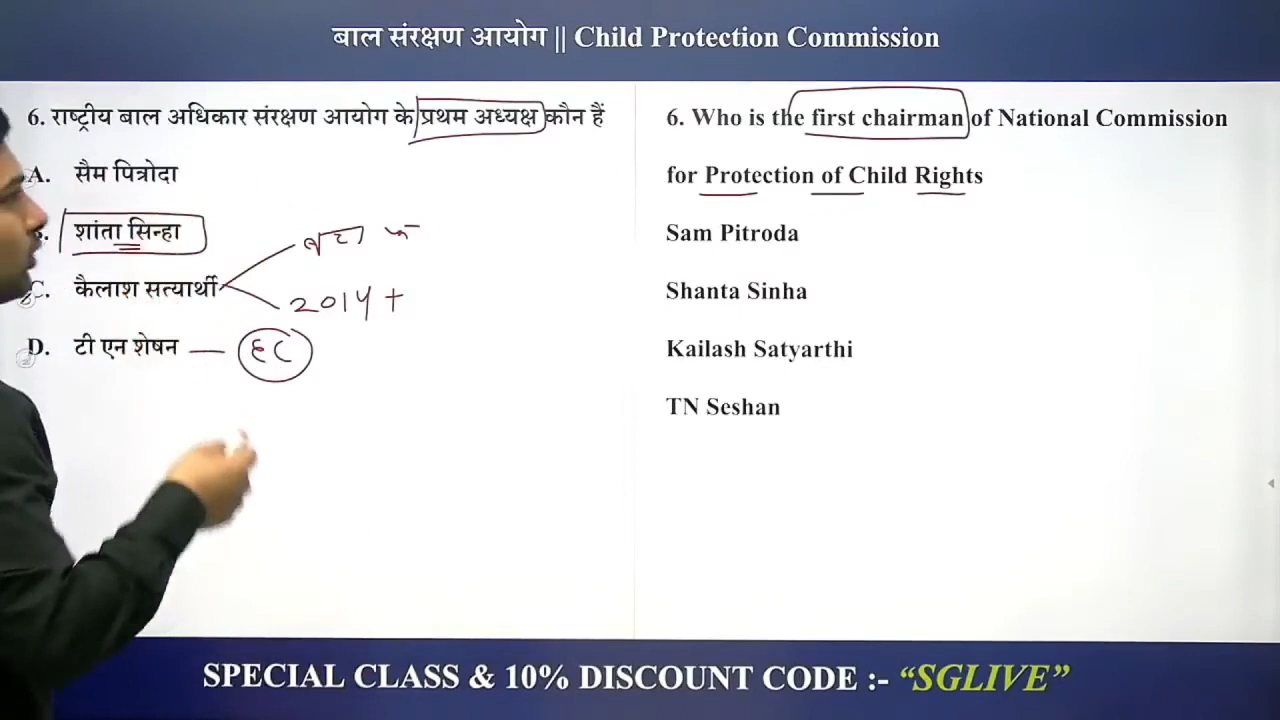 बाल संरक्षण आयोग || Child Protection Commission
6. राष्ट्रीय बाल अधिकार संरक्षण आयोग के प्रथम अध्यक्ष कौन हैं
A. सैम पित्रोदा
B. शांता सिन्हा
C. कैलाश सत्यार्थी
2014 +
D. टी एन शेषन — EC
6. Who is the first chairman of National Commission
for Protection of Child Rights
Sam Pitroda
Shanta Sinha
Kailash Satyarthi
TN Seshan
SPECIAL CLASS & 10% DISCOUNT CODE :- “SGLIVE”